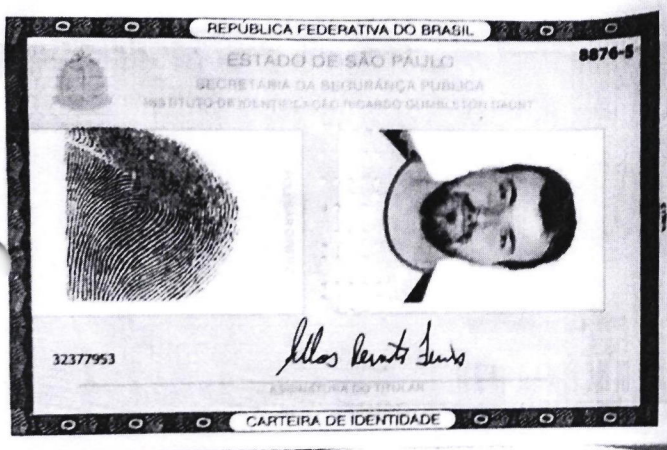 REPÚBLICA FEDERATIVA DO BRASIL
8876-5
ESTADO DE SÃO PAULO
SECRETARIA DA SEGURANÇA PÚBLICA
INSTITUTO DE IDENTIFICAÇÃO RICARDO GUMBLETON DAUNT
32377953
ASSINATURA DO TITULAR
CARTEIRA DE IDENTIDADE